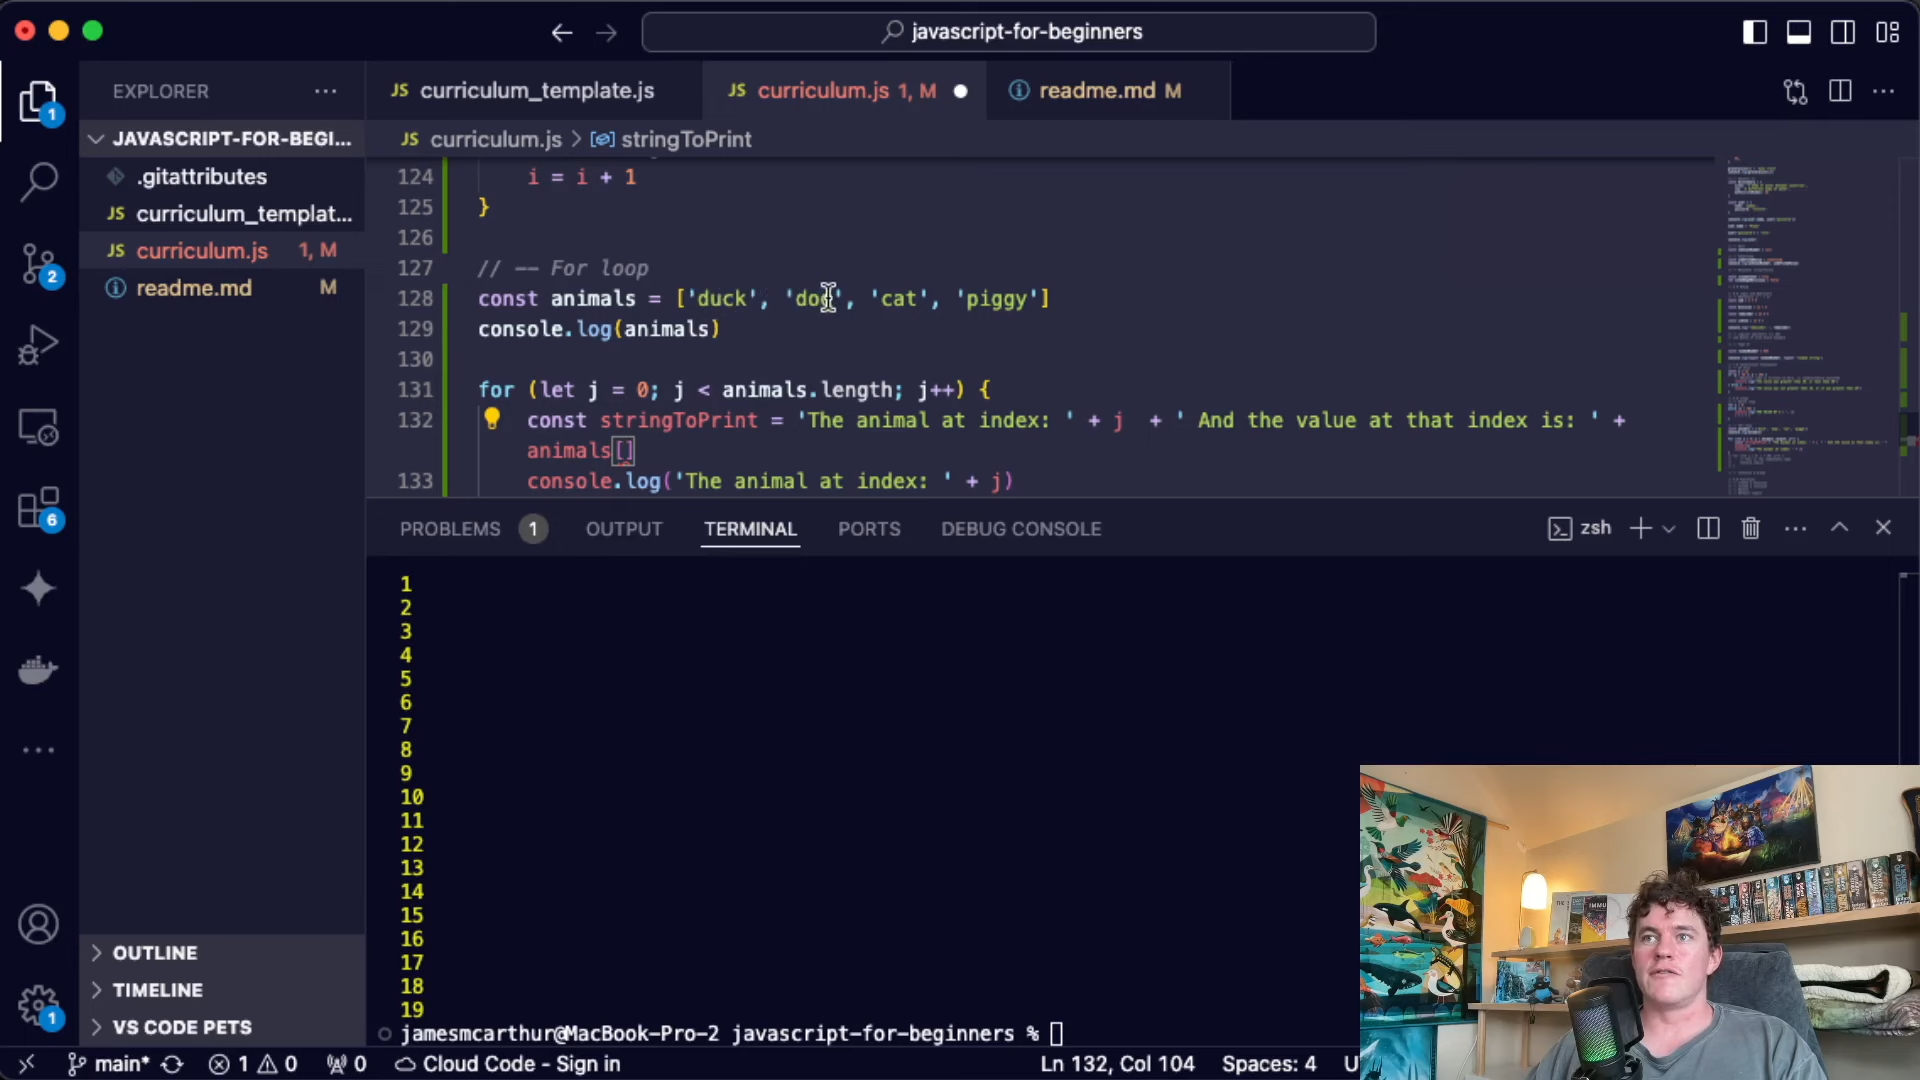 javascript-for-beginners
EXPLORER
JS curriculum_template.js
JS curriculum.js 1, M
readme.md M
1
JAVASCRIPT-FOR-BEGI...
JS curriculum.js > stringToPrint
.gitattributes
JS curriculum_templat...
JS curriculum.js 1, M
readme.md M
2
6
124 i = i + 1
125 }
126
127 // -- For loop
128 const animals = ['duck', 'dog', 'cat', 'piggy']
129 console.log(animals)
130
131 for (let j = 0; j < animals.length; j++) {
132 const stringToPrint = 'The animal at index: ' + j  + ' And the value at that index is: ' +
animals[]
133 console.log('The animal at index: ' + j)
PROBLEMS 1 OUTPUT TERMINAL PORTS DEBUG CONSOLE
zsh
1
2
3
4
5
6
7
8
9
10
11
12
13
14
15
16
17
18
19
jamesmcarthur@MacBook-Pro-2 javascript-for-beginners %
OUTLINE
TIMELINE
VS CODE PETS
1
main* 1 0 0 Cloud Code - Sign in
Ln 132, Col 104 Spaces: 4 U